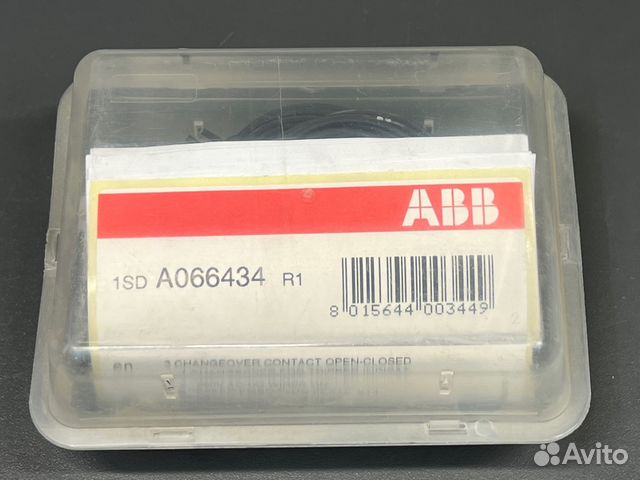 ABB
1SD A066434 R1
8 015644 003449
en 3 CHANGEOVER CONTACT OPEN-CLOSED
Avito